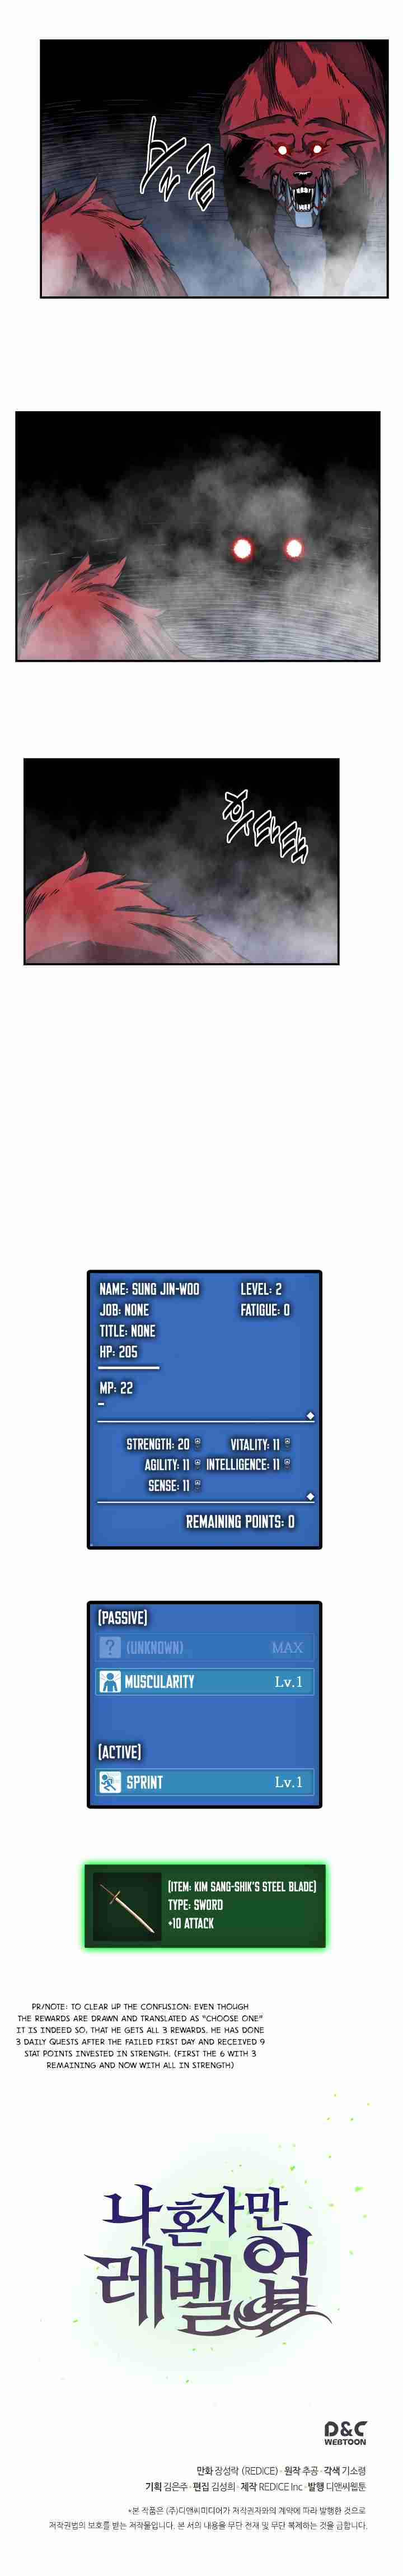 부스럭
후다닥
NAME: SUNG JIN-WOO LEVEL: 2
JOB: NONE FATIGUE: 0
TITLE: NONE
HP: 205
MP: 22
STRENGTH: 20 VITALITY: 11
AGILITY: 11 INTELLIGENCE: 11
SENSE: 11
REMAINING POINTS: 0
[PASSIVE]
? (UNKNOWN) MAX
MUSCULARITY Lv.1
[ACTIVE]
SPRINT Lv.1
[ITEM: KIM SANG-SHIK'S STEEL BLADE]
TYPE: SWORD
+10 ATTACK
PR/NOTE: TO CLEAR UP THE CONFUSION: EVEN THOUGH
THE REWARDS ARE DRAWN AND TRANSLATED AS "CHOOSE ONE"
IT IS INDEED SO, THAT HE GETS ALL 3 REWARDS. HE HAS DONE
3 DAILY QUESTS AFTER THE FAILED FIRST DAY AND RECEIVED 9
STAT POINTS INVESTED IN STRENGTH. (FIRST THE 6 WITH 3
REMAINING AND NOW WITH ALL IN STRENGTH)
나 혼자만
레벨업
D&C
WEBTOON
만화 장성락 (REDICE) · 원작 추공 · 각색 기소령
기획 김은주 · 편집 김성희 · 제작 REDICE Inc · 발행 디앤씨웹툰
*본 작품은 (주)디앤씨미디어가 저작권자와의 계약에 따라 발행한 것으로
저작권법의 보호를 받는 저작물입니다. 본 서의 내용을 무단 전재 및 무단 복제하는 것을 금합니다.